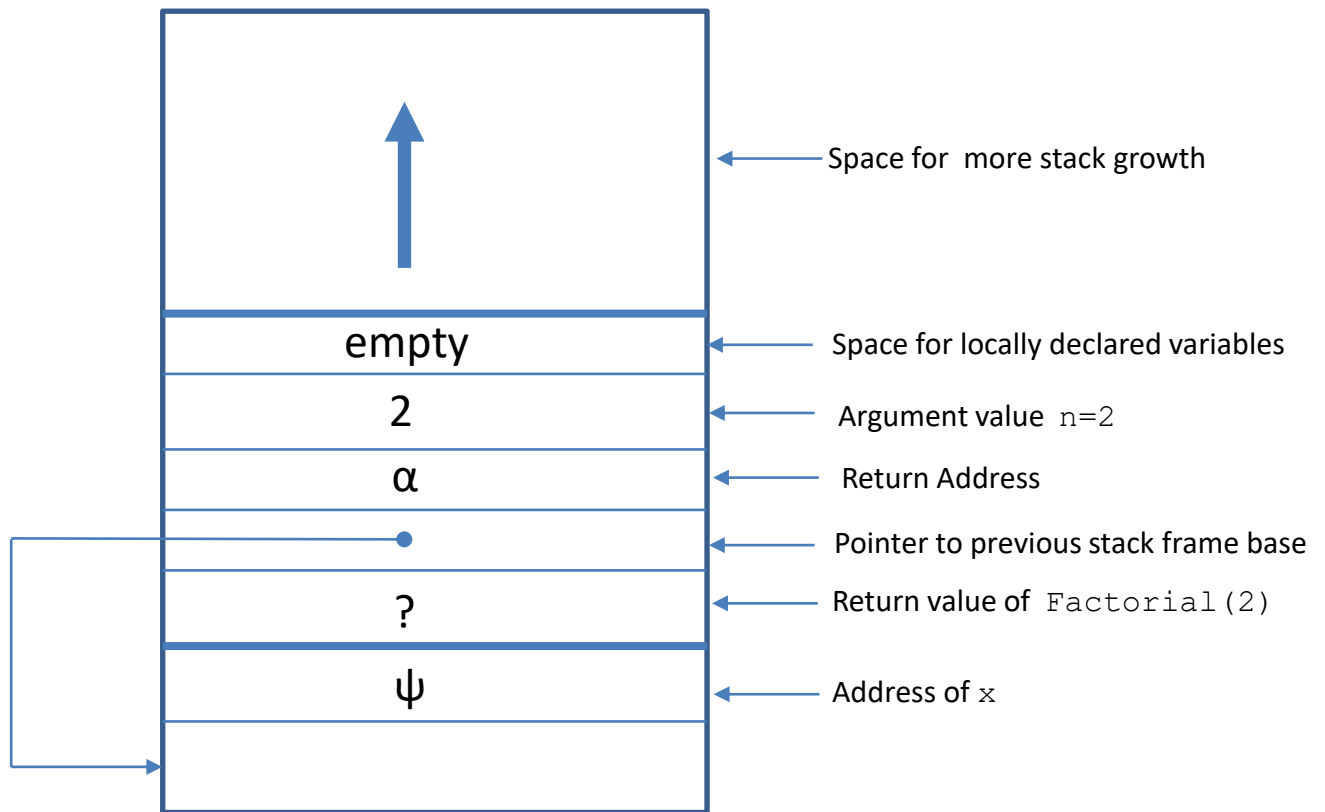 Space for more stack growth
empty
Space for locally declared variables
2
Argument value n=2
α
Return Address
Pointer to previous stack frame base
?
Return value of Factorial(2)
ψ
Address of x